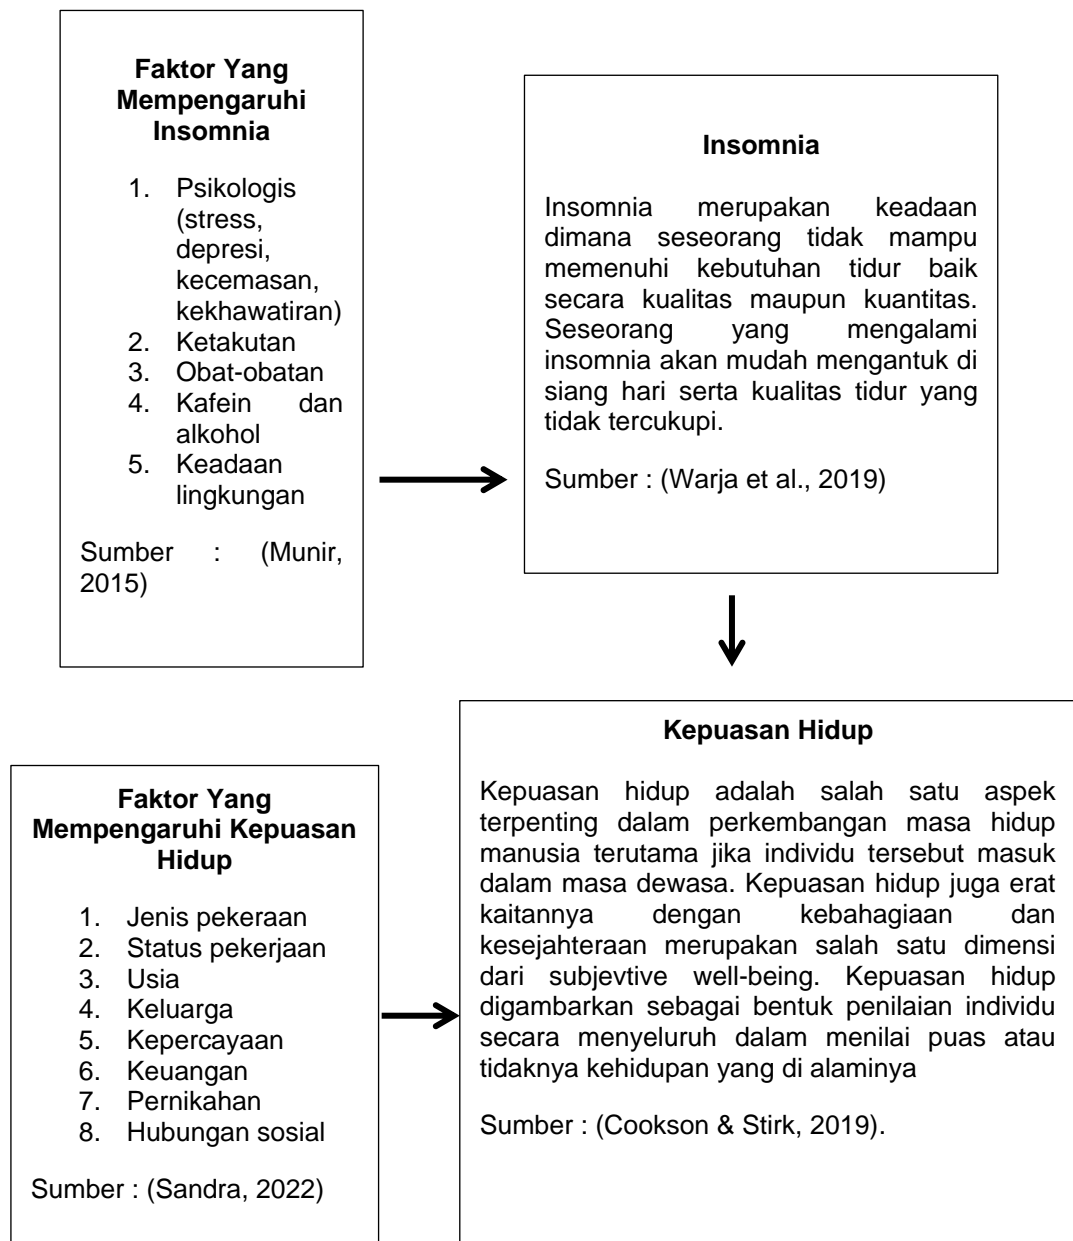 Faktor Yang
Mempengaruhi
Insomnia
1. Psikologis
(stress,
depresi,
kecemasan,
kekhawatiran)
2. Ketakutan
3. Obat-obatan
4. Kafein dan
alkohol
5. Keadaan
lingkungan
Sumber : (Munir,
2015)
Insomnia
Insomnia merupakan keadaan
dimana seseorang tidak mampu
memenuhi kebutuhan tidur baik
secara kualitas maupun kuantitas.
Seseorang yang mengalami
insomnia akan mudah mengantuk di
siang hari serta kualitas tidur yang
tidak tercukupi.
Sumber : (Warja et al., 2019)
Faktor Yang
Mempengaruhi Kepuasan
Hidup
1. Jenis pekeraan
2. Status pekerjaan
3. Usia
4. Keluarga
5. Kepercayaan
6. Keuangan
7. Pernikahan
8. Hubungan sosial
Sumber : (Sandra, 2022)
Kepuasan Hidup
Kepuasan hidup adalah salah satu aspek
terpenting dalam perkembangan masa hidup
manusia terutama jika individu tersebut masuk
dalam masa dewasa. Kepuasan hidup juga erat
kaitannya dengan kebahagiaan dan
kesejahteraan merupakan salah satu dimensi
dari subjevtive well-being. Kepuasan hidup
digambarkan sebagai bentuk penilaian individu
secara menyeluruh dalam menilai puas atau
tidaknya kehidupan yang di alaminya
Sumber : (Cookson & Stirk, 2019).